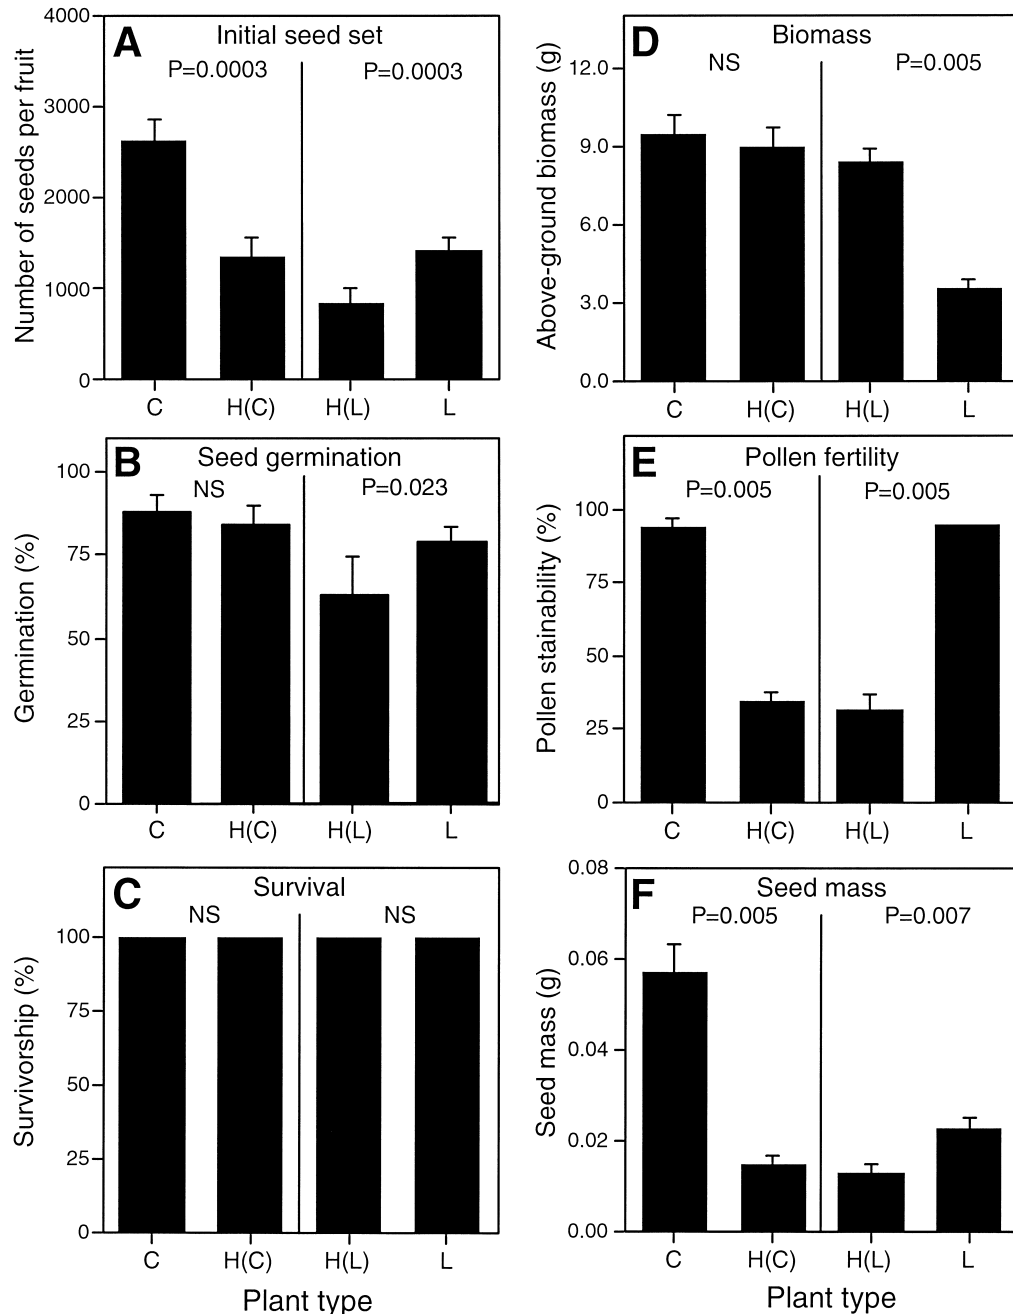 A
Initial seed set
P=0.0003
P=0.0003
Number of seeds per fruit
4000
3000
2000
1000
0
C
H(C)
H(L)
L
D
Biomass
NS
P=0.005
Above-ground biomass (g)
12.0
9.0
6.0
3.0
0.0
C
H(C)
H(L)
L
B
Seed germination
NS
P=0.023
Germination (%)
100
75
50
25
0
C
H(C)
H(L)
L
E
Pollen fertility
P=0.005
P=0.005
Pollen stainability (%)
100
75
50
25
0
C
H(C)
H(L)
L
C
Survival
NS
NS
Survivorship (%)
100
75
50
25
0
C
H(C)
H(L)
L
Plant type
F
Seed mass
P=0.005
P=0.007
Seed mass (g)
0.08
0.06
0.04
0.02
0.00
C
H(C)
H(L)
L
Plant type